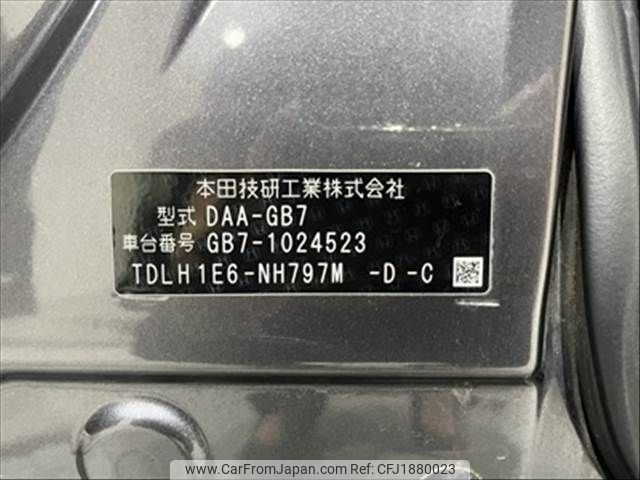 本田技研工業株式会社
型式 DAA-GB7
車台番号 GB7-1024523
TDLH1E6-NH797M -D-C
www.CarFromJapan.com CFJ1880023